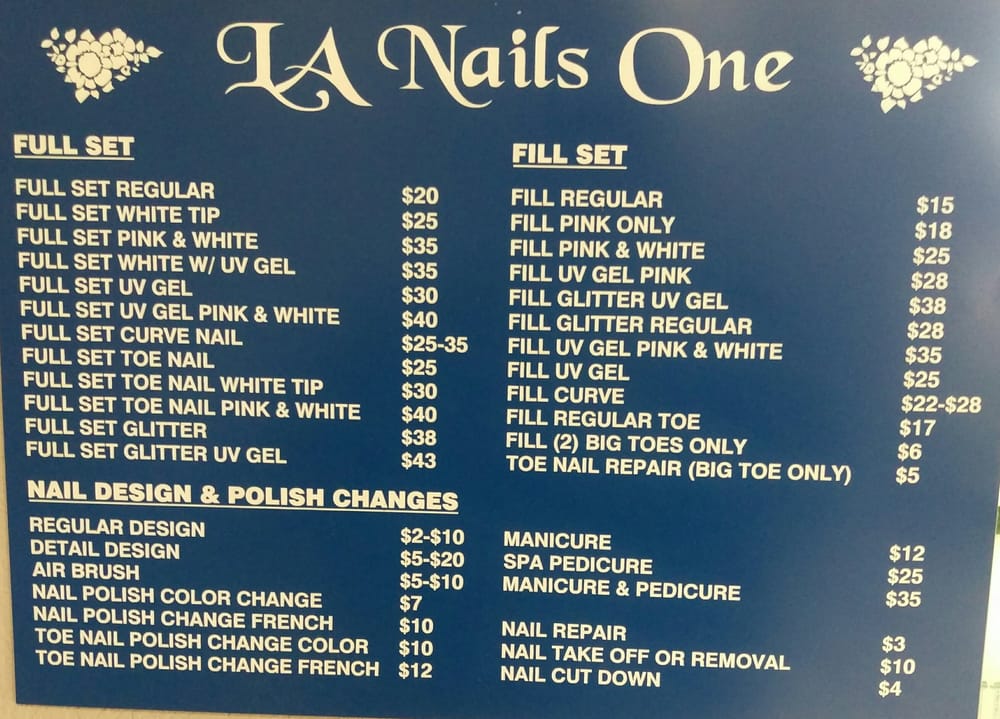 LA Nails One
FULL SET
FULL SET REGULAR $20
FULL SET WHITE TIP $25
FULL SET PINK & WHITE $35
FULL SET WHITE W/ UV GEL $35
FULL SET UV GEL $30
FULL SET UV GEL PINK & WHITE $40
FULL SET CURVE NAIL $25-35
FULL SET TOE NAIL $25
FULL SET TOE NAIL WHITE TIP $30
FULL SET TOE NAIL PINK & WHITE $40
FULL SET GLITTER $38
FULL SET GLITTER UV GEL $43
FILL SET
FILL REGULAR $15
FILL PINK ONLY $18
FILL PINK & WHITE $25
FILL UV GEL PINK $28
FILL GLITTER UV GEL $38
FILL GLITTER REGULAR $28
FILL UV GEL PINK & WHITE $35
FILL UV GEL $25
FILL CURVE $22-$28
FILL REGULAR TOE $17
FILL (2) BIG TOES ONLY $6
TOE NAIL REPAIR (BIG TOE ONLY) $5
NAIL DESIGN & POLISH CHANGES
REGULAR DESIGN $2-$10
DETAIL DESIGN $5-$20
AIR BRUSH $5-$10
NAIL POLISH COLOR CHANGE $7
NAIL POLISH CHANGE FRENCH $10
TOE NAIL POLISH CHANGE COLOR $10
TOE NAIL POLISH CHANGE FRENCH $12
MANICURE $12
SPA PEDICURE $25
MANICURE & PEDICURE $35
NAIL REPAIR $3
NAIL TAKE OFF OR REMOVAL $10
NAIL CUT DOWN $4